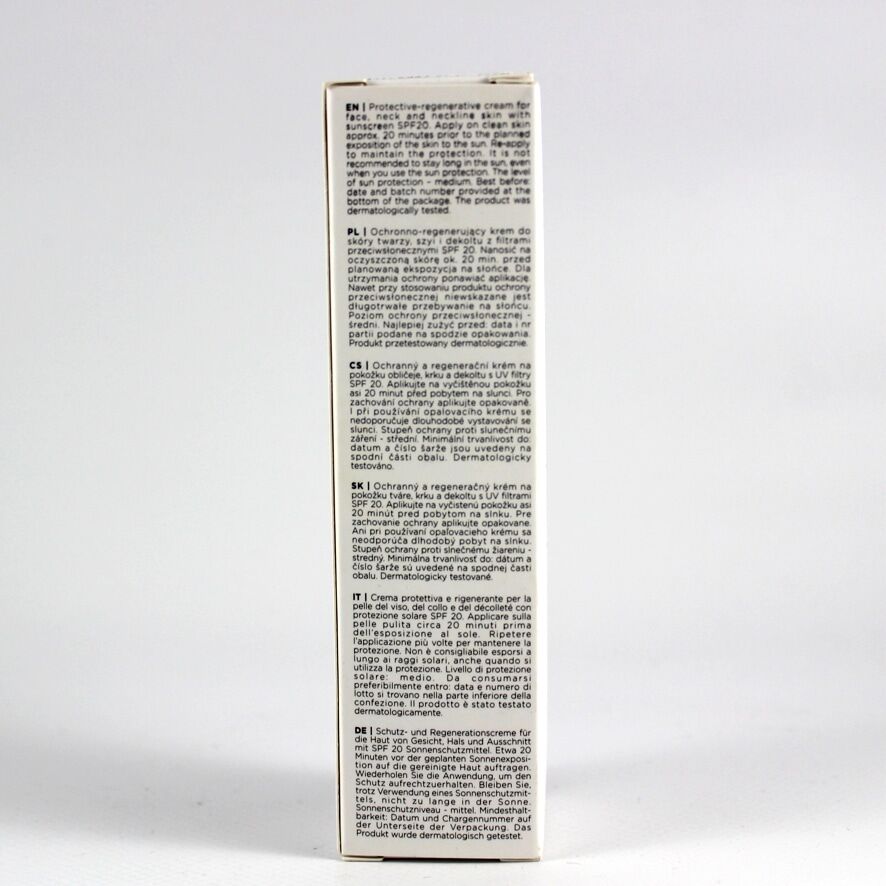 EN | Protective-regenerative cream for
face, neck and neckline skin with
sunscreen SPF20. Apply on clean skin
approx. 20 minutes prior to the planned
exposition of the skin to the sun. Re-apply
to maintain the protection. It is not
recommended to stay long in the sun, even
when you use the sun protection. The level
of sun protection - medium. Best before:
date and batch number provided at the
bottom of the package. The product was
dermatologically tested.
PL | Ochronno-regenerujący krem do
skóry twarzy, szyi i dekoltu z filtrami
przeciwsłonecznymi SPF 20. Nanosić na
oczyszczoną skórę ok. 20 min. przed
planowaną ekspozycją na słońce. Dla
utrzymania ochrony ponawiać aplikację.
Nawet przy stosowaniu produktu ochrony
przeciwsłonecznej niewskazane jest
długotrwałe przebywanie na słońcu.
Poziom ochrony przeciwsłonecznej -
średni. Najlepiej zużyć przed: data i nr
partii podane na spodzie opakowania.
Produkt przetestowany dermatologicznie.
CS | Ochranný a regenerační krém na
pokožku obličeje, krku a dekoltu s UV filtry
SPF 20. Aplikujte na vyčištěnou pokožku
asi 20 minut před pobytem na slunci. Pro
zachování ochrany aplikujte opakovaně.
I při používání opalovacího krému se
nedoporučuje dlouhodobé vystavování se
slunci. Stupeň ochrany proti slunečnímu
záření - střední. Minimální trvanlivost do:
datum a číslo šarže jsou uvedeny na
spodní části obalu. Dermatologicky
testováno.
SK | Ochranný a regeneračný krém na
pokožku tváre, krku a dekoltu s UV filtrami
SPF 20. Aplikujte na vyčistenú pokožku asi
20 minút pred pobytom na slnku. Pre
zachovanie ochrany aplikujte opakovane.
Ani pri používaní opaľovacieho krému sa
neodporúča dlhodobý pobyt na slnku.
Stupeň ochrany proti slnečnému žiareniu -
stredný. Minimálna trvanlivosť do: dátum a
číslo šarže sú uvedené na spodnej časti
obalu. Dermatologicky testované.
IT | Crema protettiva e rigenerante per la
pelle del viso, del collo e del décolleté con
protezione solare SPF 20. Applicare sulla
pelle pulita circa 20 minuti prima
dell'esposizione al sole. Ripetere
l'applicazione più volte per mantenere la
protezione. Non è consigliabile esporsi a
lungo ai raggi solari, anche quando si
utilizza la protezione. Livello di protezione
solare: medio. Da consumarsi
preferibilmente entro: data e numero di
lotto si trovano nella parte inferiore della
confezione. Il prodotto è stato testato
dermatologicamente.
DE | Schutz- und Regenerationscreme für
die Haut von Gesicht, Hals und Ausschnitt
mit SPF 20 Sonnenschutzmittel. Etwa 20
Minuten vor der geplanten Sonnenexposi-
tion auf die gereinigte Haut auftragen.
Wiederholen Sie die Anwendung, um den
Schutz aufrechtzuerhalten. Bleiben Sie,
trotz Verwendung eines Sonnenschutzmit-
tels, nicht zu lange in der Sonne.
Sonnenschutzniveau - mittel. Mindesthalt-
barkeit: Datum und Chargennummer auf
der Unterseite der Verpackung. Das
Produkt wurde dermatologisch getestet.